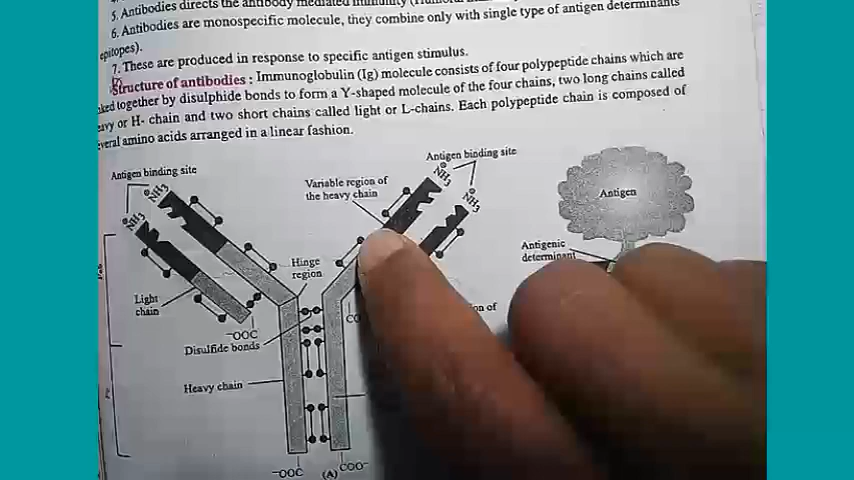 5. Antibodies directs the antibody mediated
6. Antibodies are monospecific molecule, they combine only with single type of antigen determinants
epitopes).
7. These are produced in response to specific antigen stimulus.
Structure of antibodies : Immunoglobulin (Ig) molecule consists of four polypeptide chains which are
ked together by disulphide bonds to form a Y-shaped molecule of the four chains, two long chains called
eavy or H- chain and two short chains called light or L-chains. Each polypeptide chain is composed of
veral amino acids arranged in a linear fashion.
Antigen binding site
Antigen binding site
Variable region of
the heavy chain
Antigen
NH3
NH3
NH3
NH3
Antigenic
determinant
Hinge
region
Light
chain
on of
CO
-OOC
Disulfide bonds
Heavy chain
-OOC
(A)
COO-